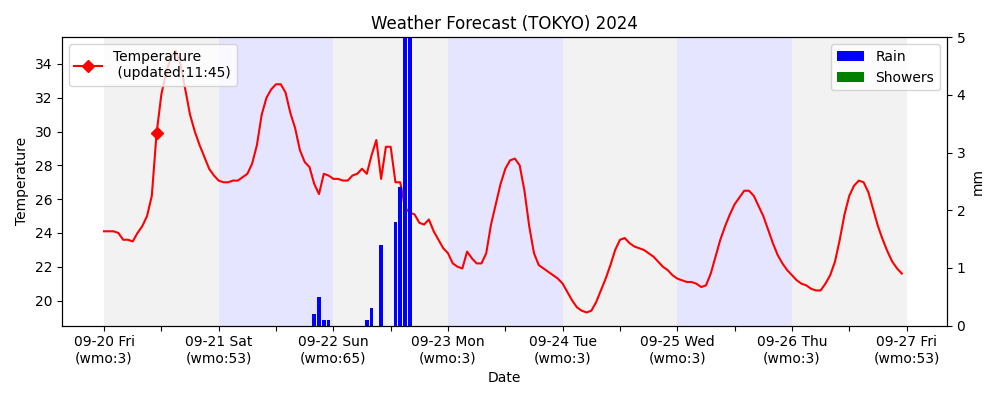 Weather Forecast (TOKYO) 2024
Temperature
(updated:11:45)
Rain
Showers
Temperature
34
32
30
28
26
24
22
20
5
4
3
2
1
0
mm
09-20 Fri
(wmo:3)
09-21 Sat
(wmo:53)
09-22 Sun
(wmo:65)
09-23 Mon
(wmo:3)
09-24 Tue
(wmo:3)
09-25 Wed
(wmo:3)
09-26 Thu
(wmo:3)
09-27 Fri
(wmo:53)
Date